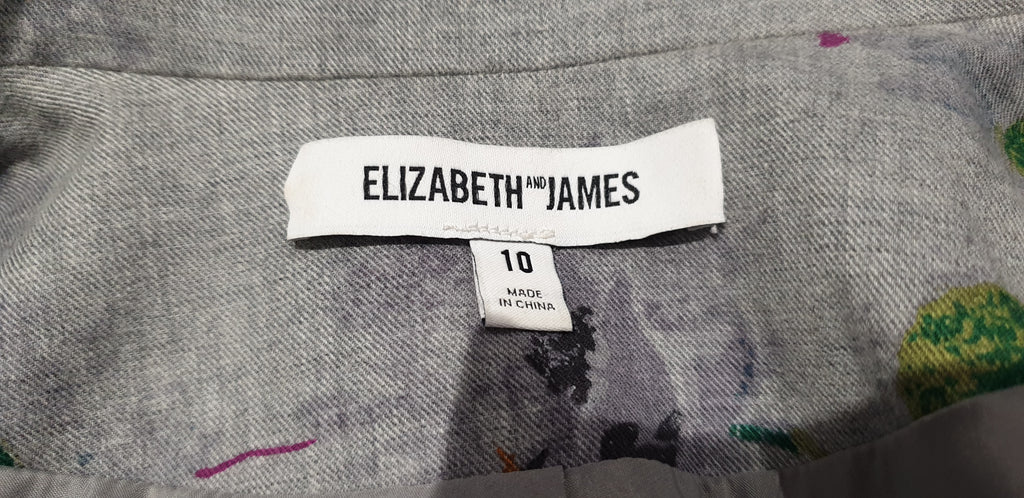 ELIZABETH AND JAMES
10
MADE
IN CHINA